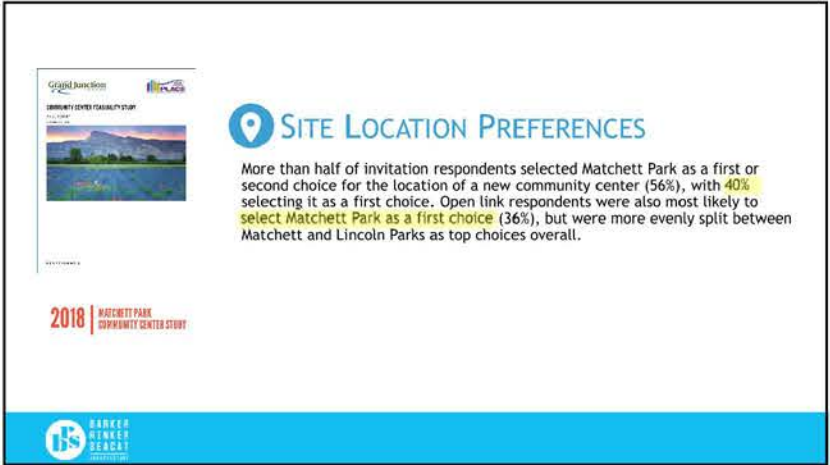 Grand Junction
PLACE
COMMUNITY CENTER FEASIBILITY STUDY
SITE LOCATION PREFERENCES
More than half of invitation respondents selected Matchett Park as a first or
second choice for the location of a new community center (56%), with 40%
selecting it as a first choice. Open link respondents were also most likely to
select Matchett Park as a first choice (36%), but were more evenly split between
Matchett and Lincoln Parks as top choices overall.
2018 | MATCHETT PARK
COMMUNITY CENTER STUDY
BARKER
RINKER
SEACAT
ARCHITECTURE